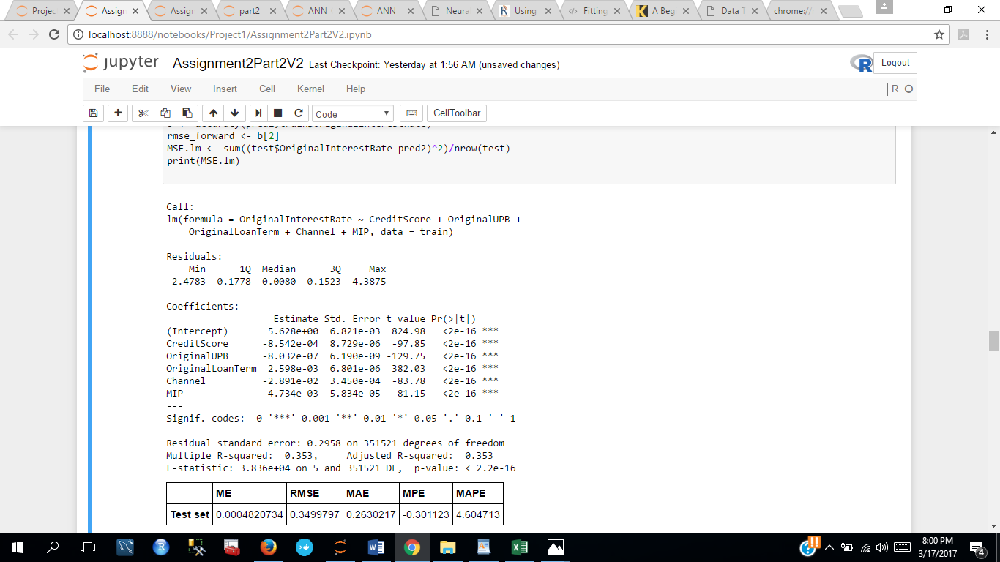 Projec
Assign
Assign
part2
ANN_
ANN
Neura
Using
Fitting
A Beg
Data T
chrome://
localhost:8888/notebooks/Project1/Assignment2Part2V2.ipynb
jupyter Assignment2Part2V2 Last Checkpoint: Yesterday at 1:56 AM (unsaved changes)
R
Logout
File Edit View Insert Cell Kernel Help
R
Code
CellToolbar
rmse_forward <- b[2]
MSE.lm <- sum((test$OriginalInterestRate-pred2)^2)/nrow(test)
print(MSE.lm)
Call:
lm(formula = OriginalInterestRate ~ CreditScore + OriginalUPB +
OriginalLoanTerm + Channel + MIP, data = train)
Residuals:
Min 1Q Median 3Q Max
-2.4783 -0.1778 -0.0080 0.1523 4.3875
Coefficients:
Estimate Std. Error t value Pr(>|t|)
(Intercept) 5.628e+00 6.821e-03 824.98 <2e-16 ***
CreditScore -8.542e-04 8.729e-06 -97.85 <2e-16 ***
OriginalUPB -8.032e-07 6.190e-09 -129.75 <2e-16 ***
OriginalLoanTerm 2.598e-03 6.801e-06 382.03 <2e-16 ***
Channel -2.891e-02 3.450e-04 -83.78 <2e-16 ***
MIP 4.734e-03 5.834e-05 81.15 <2e-16 ***
---
Signif. codes: 0 '***' 0.001 '**' 0.01 '*' 0.05 '.' 0.1 ' ' 1
Residual standard error: 0.2958 on 351521 degrees of freedom
Multiple R-squared: 0.353, Adjusted R-squared: 0.353
F-statistic: 3.836e+04 on 5 and 351521 DF, p-value: < 2.2e-16
ME RMSE MAE MPE MAPE
Test set 0.0004820734 0.3499797 0.2630217 -0.301123 4.604713
8:00 PM
3/17/2017
4